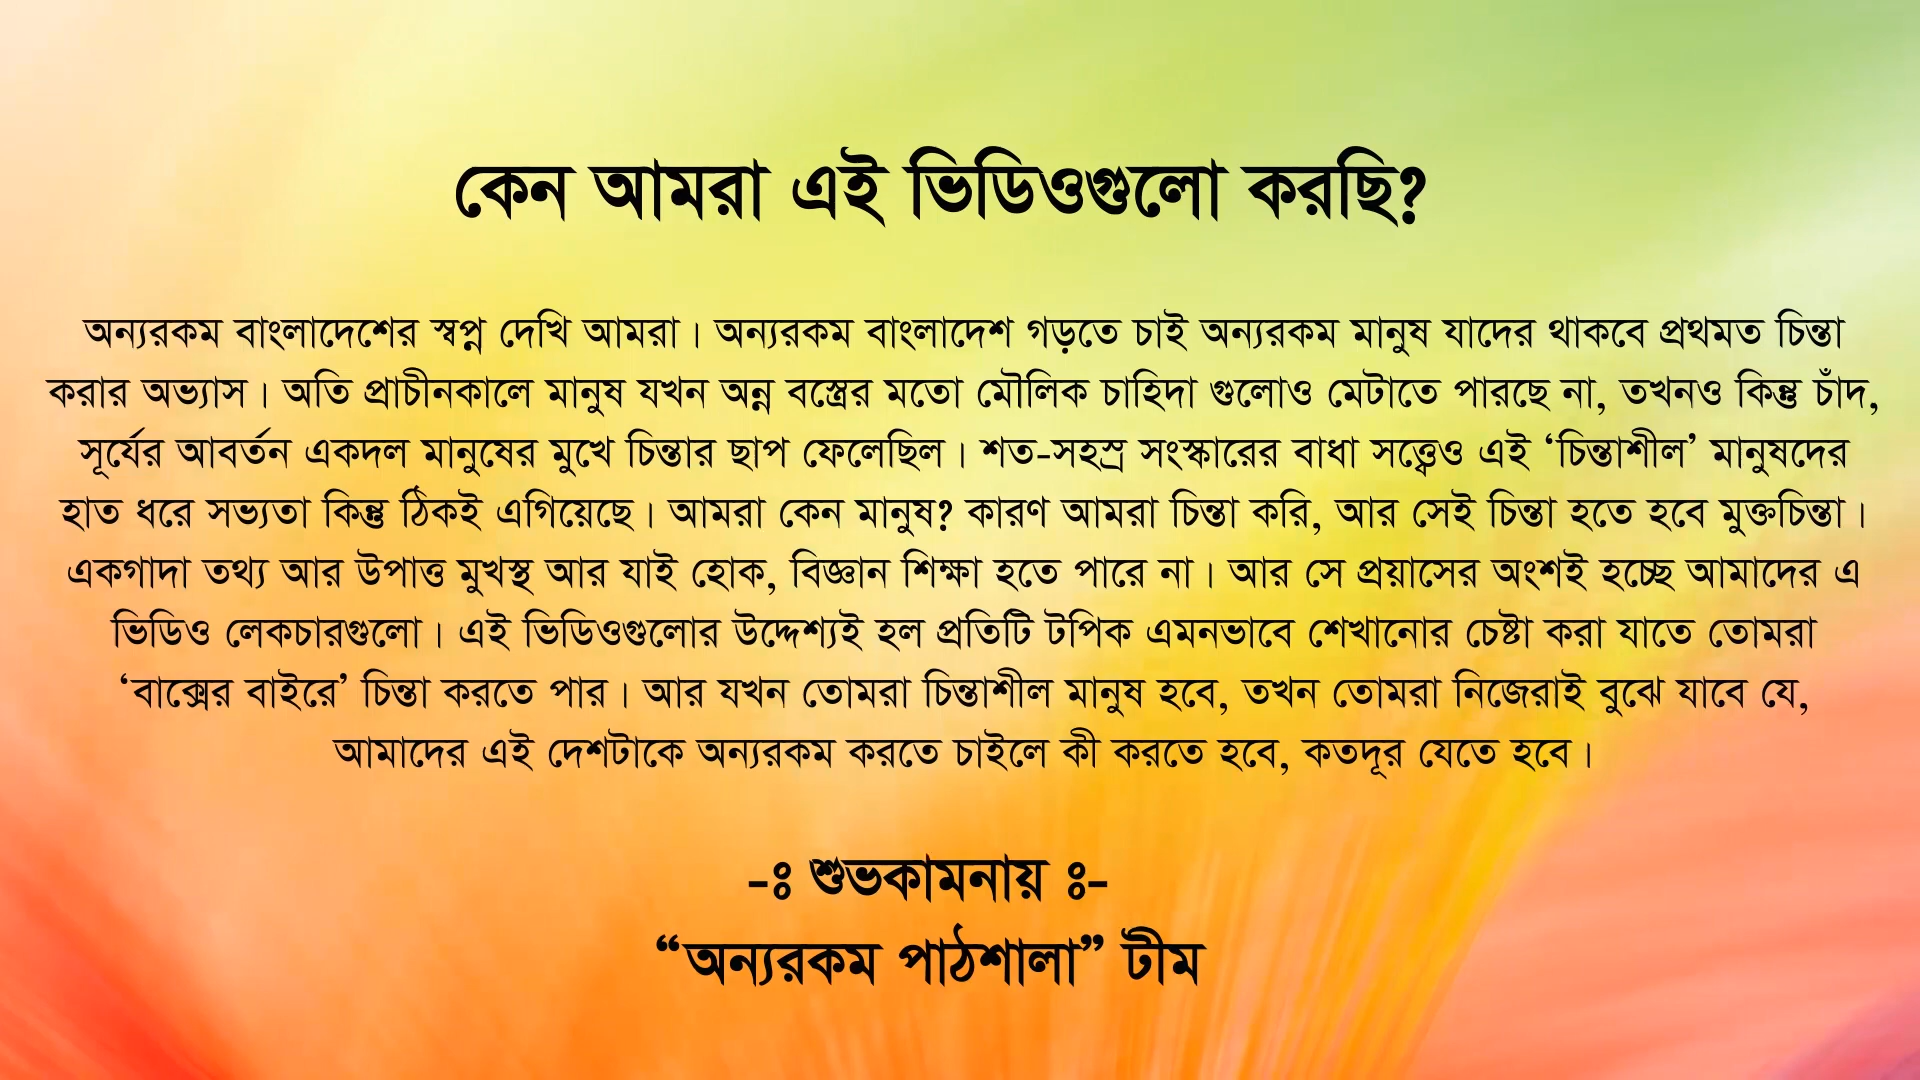 কেন আমরা এই ভিডিওগুলো করছি?
অন্যরকম বাংলাদেশের স্বপ্ন দেখি আমরা। অন্যরকম বাংলাদেশ গড়তে চাই অন্যরকম মানুষ যাদের থাকবে প্রথমত চিন্তা
করার অভ্যাস। অতি প্রাচীনকালে মানুষ যখন অন্ন বস্ত্রের মতো মৌলিক চাহিদা গুলোও মেটাতে পারছে না, তখনও কিন্তু চাঁদ,
সূর্যের আবর্তন একদল মানুষের মুখে চিন্তার ছাপ ফেলেছিল। শত-সহস্র সংস্কারের বাধা সত্ত্বেও এই ‘চিন্তাশীল’ মানুষদের
হাত ধরে সভ্যতা কিন্তু ঠিকই এগিয়েছে। আমরা কেন মানুষ? কারণ আমরা চিন্তা করি, আর সেই চিন্তা হতে হবে মুক্তচিন্তা।
একগাদা তথ্য আর উপাত্ত মুখস্থ আর যাই হোক, বিজ্ঞান শিক্ষা হতে পারে না। আর সে প্রয়াসের অংশই হচ্ছে আমাদের এ
ভিডিও লেকচারগুলো। এই ভিডিওগুলোর উদ্দেশ্যই হল প্রতিটি টপিক এমনভাবে শেখানোর চেষ্টা করা যাতে তোমরা
‘বাক্সের বাইরে’ চিন্তা করতে পার। আর যখন তোমরা চিন্তাশীল মানুষ হবে, তখন তোমরা নিজেরাই বুঝে যাবে যে,
আমাদের এই দেশটাকে অন্যরকম করতে চাইলে কী করতে হবে, কতদূর যেতে হবে।
-ঃ শুভকামনায় ঃ-
“অন্যরকম পাঠশালা” টীম